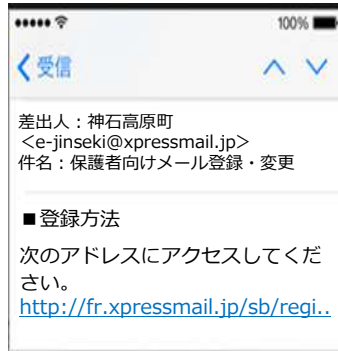 100%
受信
差出人：神石高原町
＜e-jinseki@xpressmail.jp＞
件名：保護者向けメール登録・変更
■登録方法
次のアドレスにアクセスしてくだ
さい。
http://fr.xpressmail.jp/sb/regi..